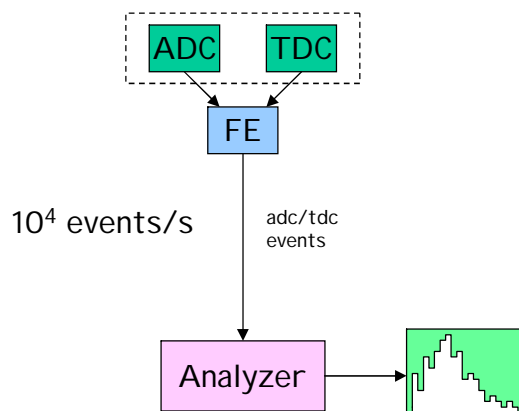 ADC TDC
FE
10⁴ events/s
adc/tdc
events
Analyzer